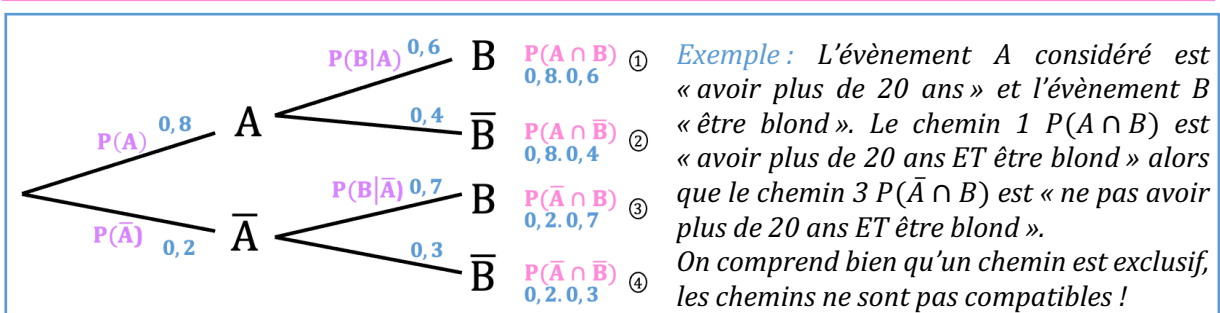 P(B|A) 0,6 B P(A ∩ B) ①
0,8. 0,6
P(A) 0,8 A
0,4 B̅ P(A ∩ B̅) ②
0,8. 0,4
P(B|A̅) 0,7 B P(A̅ ∩ B) ③
0,2. 0,7
P(A̅) 0,2 A̅
0,3 B̅ P(A̅ ∩ B̅) ④
0,2. 0,3
Exemple : L’évènement A considéré est
« avoir plus de 20 ans » et l’évènement B
« être blond ». Le chemin 1 P(A ∩ B) est
« avoir plus de 20 ans ET être blond » alors
que le chemin 3 P(Ā ∩ B) est « ne pas avoir
plus de 20 ans ET être blond ».
On comprend bien qu’un chemin est exclusif,
les chemins ne sont pas compatibles !